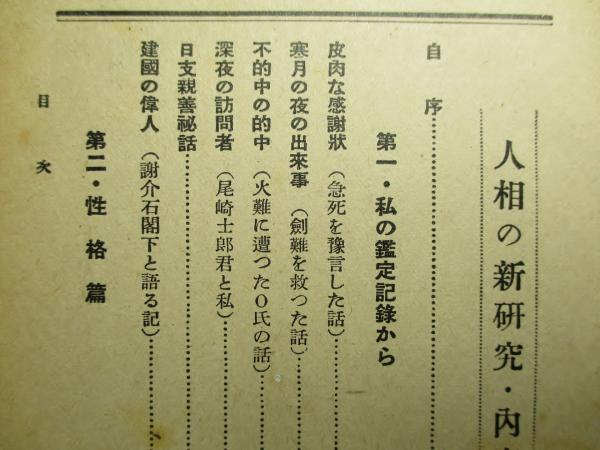 人相の新研究・內
自序
第一・私の鑑定記錄から
皮肉な感謝狀（急死を豫言した話）
寒月の夜の出來事（劍難を救つた話）
不的中の的中（火難に遭つたＯ氏の話）
深夜の訪問者（尾崎士郎君と私）
日支親善祕話
建國の偉人（謝介石閣下と語る記）
第二・性格篇
目次